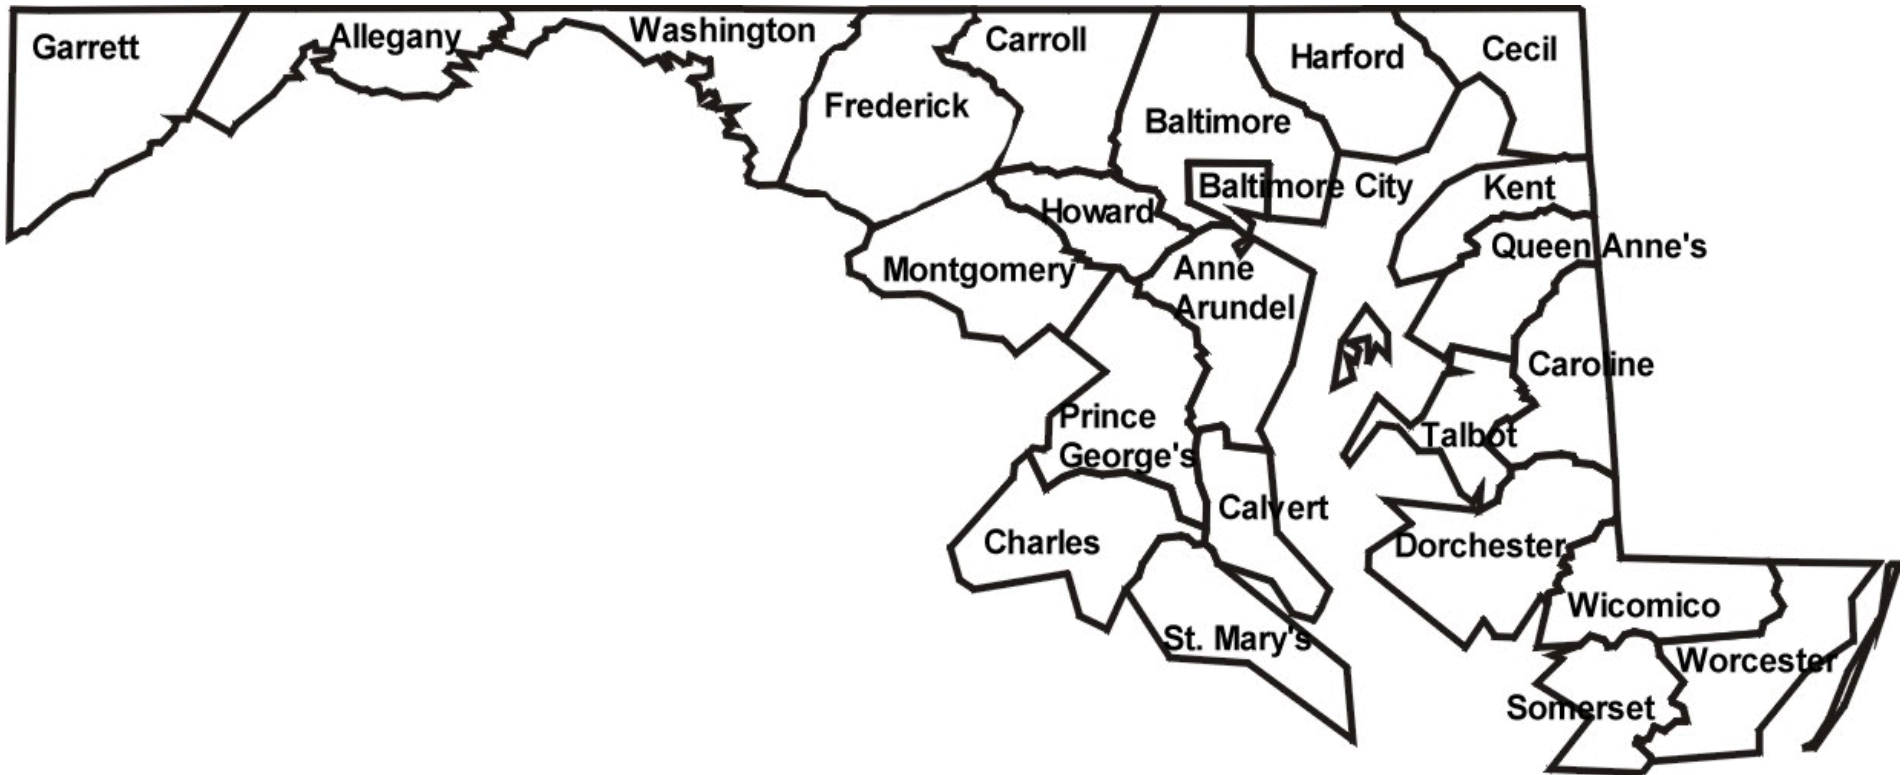 Garrett
Allegany
Washington
Frederick
Carroll
Baltimore
Harford
Cecil
Baltimore City
Kent
Howard
Queen Anne's
Montgomery
Anne
Arundel
Caroline
Prince
George's
Talbot
Calvert
Charles
Dorchester
St. Mary's
Wicomico
Worcester
Somerset